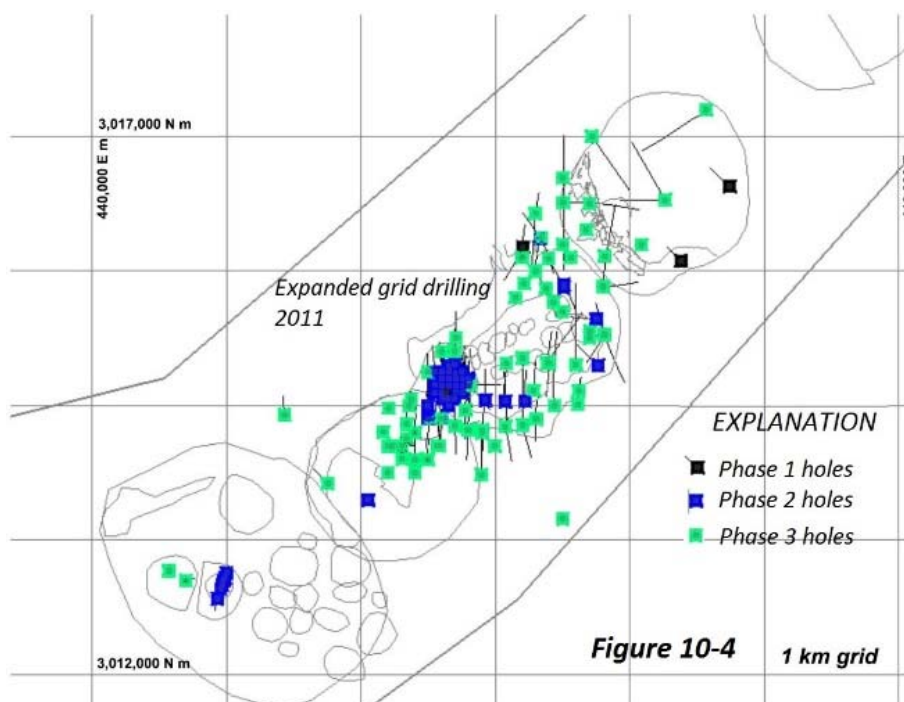 3,017,000 N m
440,000 E m
Expanded grid drilling
2011
EXPLANATION
Phase 1 holes
Phase 2 holes
Phase 3 holes
Figure 10-4
1 km grid
3,012,000 N m